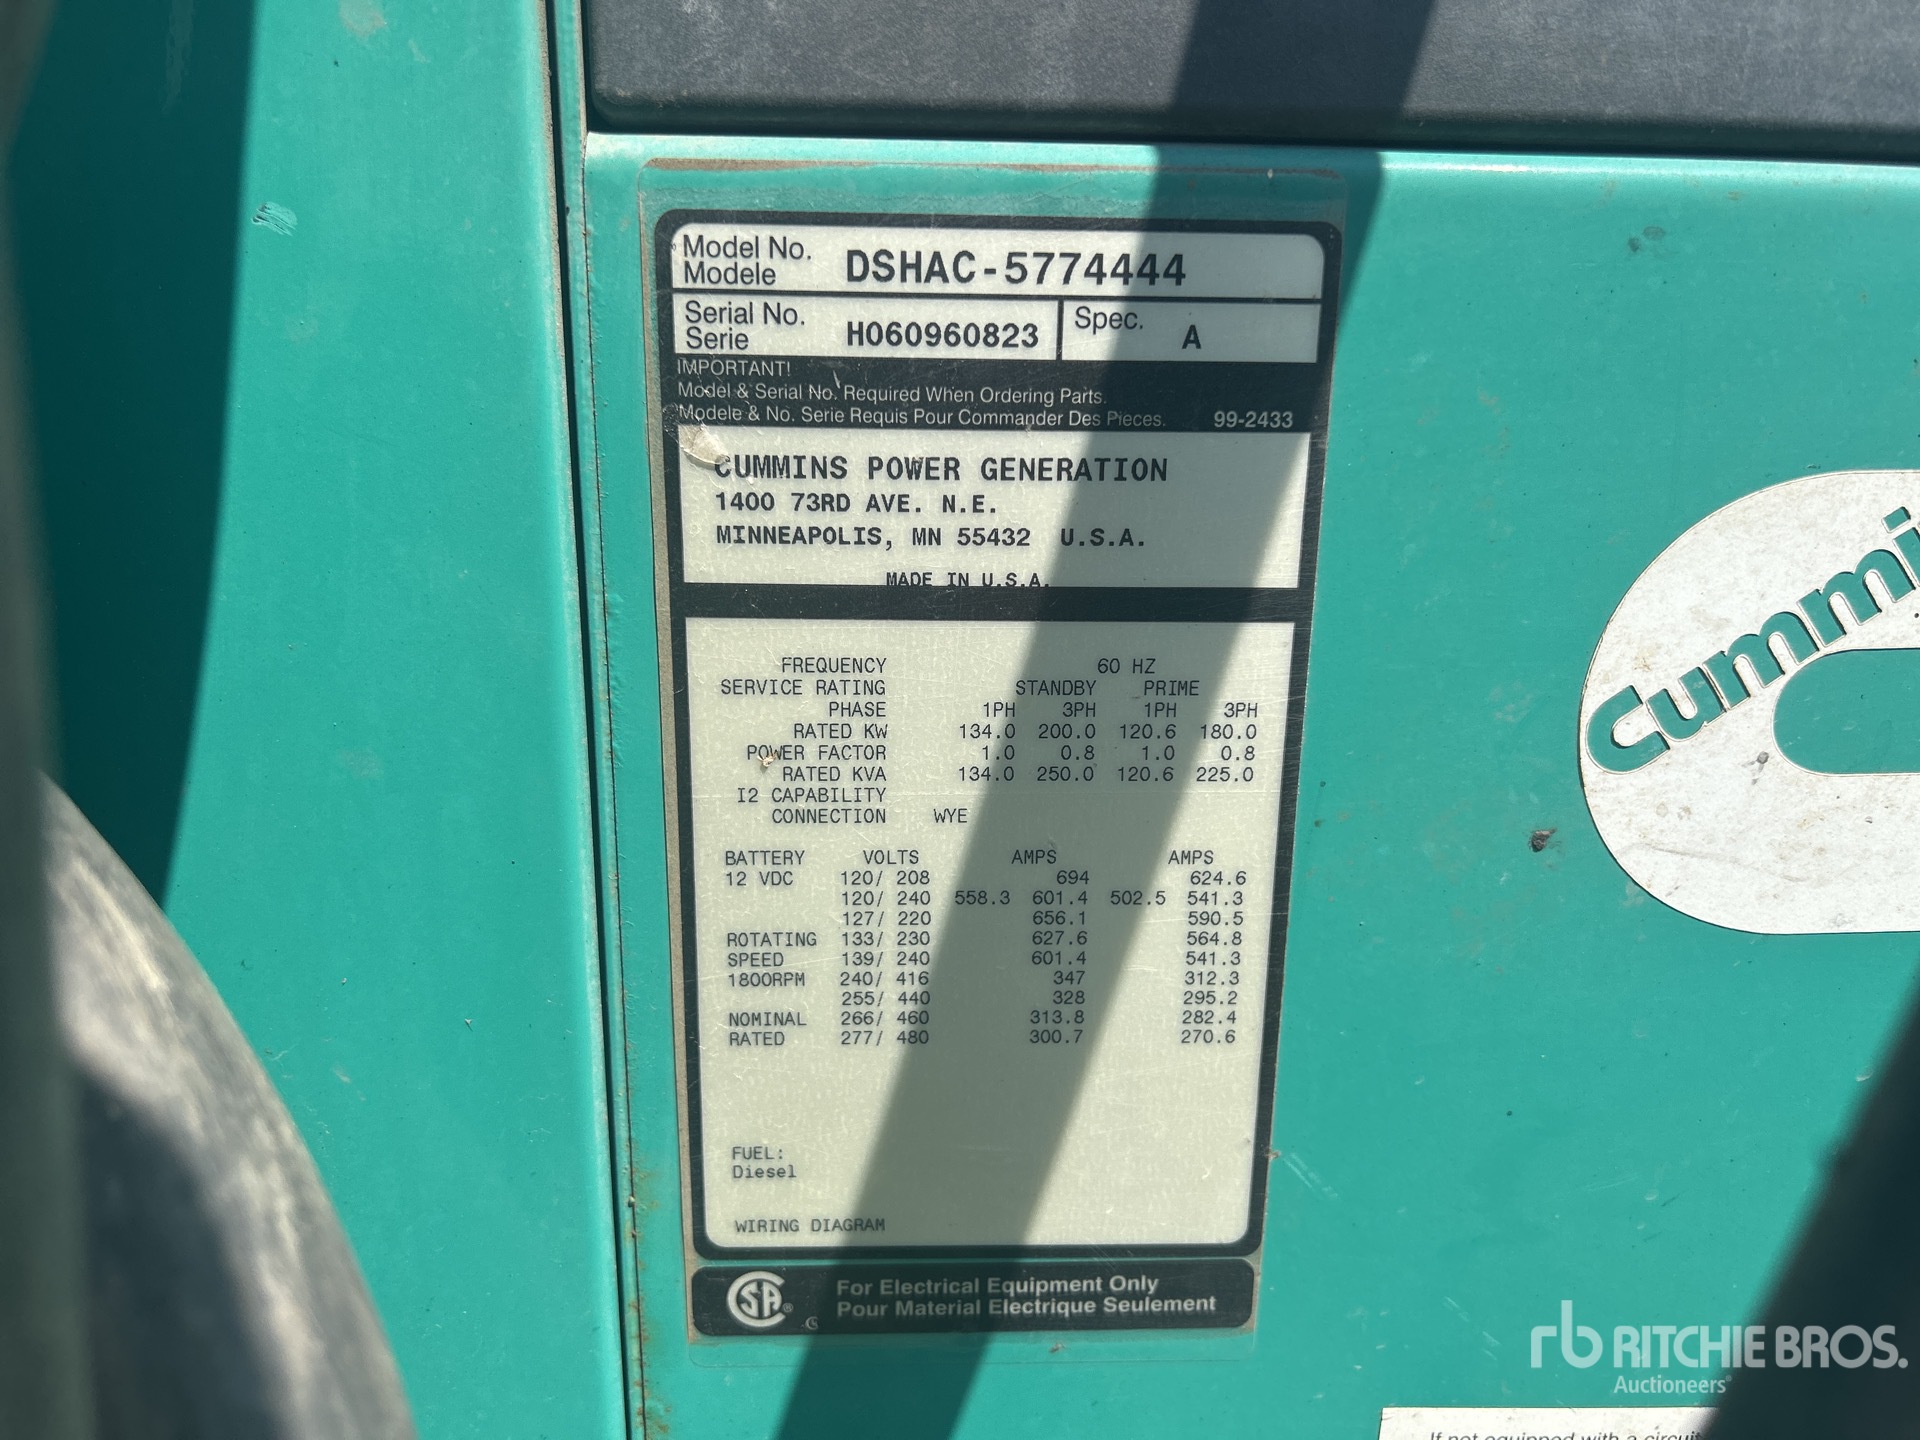 Model No.
Modele
DSHAC-5774444
Serial No.
Serie
H060960823
Spec.
A
IMPORTANT!
Model & Serial No. Required When Ordering Parts.
Modele & No. Serie Requis Pour Commander Des Pieces. 99-2433
CUMMINS POWER GENERATION
1400 73RD AVE. N.E.
MINNEAPOLIS, MN 55432 U.S.A.
MADE IN U.S.A.
FREQUENCY 60 HZ
SERVICE RATING STANDBY PRIME
PHASE 1PH 3PH 1PH 3PH
RATED KW 134.0 200.0 120.6 180.0
POWER FACTOR 1.0 0.8 1.0 0.8
RATED KVA 134.0 250.0 120.6 225.0
I2 CAPABILITY
CONNECTION WYE
BATTERY VOLTS AMPS AMPS
12 VDC 120/ 208 694 624.6
120/ 240 558.3 601.4 502.5 541.3
127/ 220 656.1 590.5
ROTATING 133/ 230 627.6 564.8
SPEED 139/ 240 601.4 541.3
1800RPM 240/ 416 347 312.3
255/ 440 328 295.2
NOMINAL 266/ 460 313.8 282.4
RATED 277/ 480 300.7 270.6
FUEL:
Diesel
WIRING DIAGRAM
CSA ®
For Electrical Equipment Only
Pour Material Electrique Seulement
Cummi
rb RITCHIE BROS.
Auctioneers
If not equipped with a